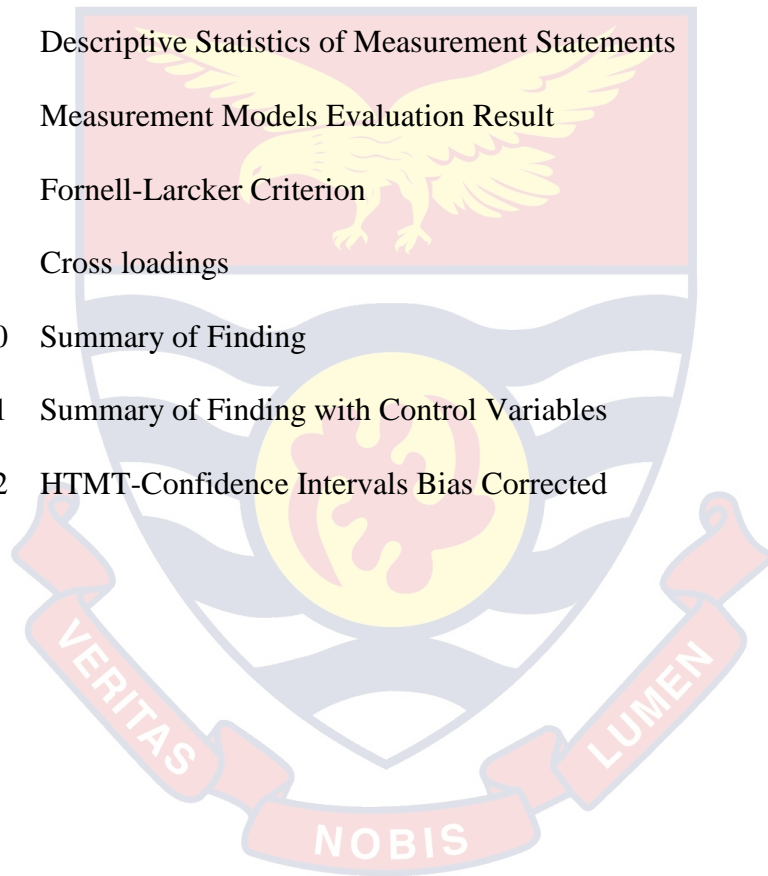 Descriptive Statistics of Measurement Statements
Measurement Models Evaluation Result
Fornell-Larcker Criterion
Cross loadings
0 Summary of Finding
1 Summary of Finding with Control Variables
2 HTMT-Confidence Intervals Bias Corrected
VERITAS
NOBIS
LUMEN